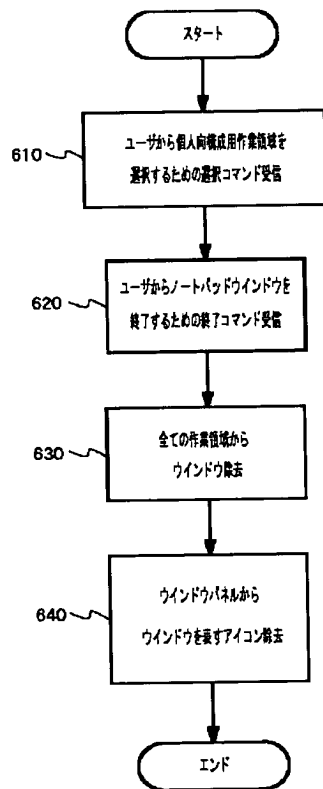 スタート
610
ユーザから個人向構成用作業領域を
選択するための選択コマンド受信
620
ユーザからノートパッドウインドウを
終了するための終了コマンド受信
630
全ての作業領域から
ウインドウ除去
640
ウインドウパネルから
ウインドウを表すアイコン除去
エンド